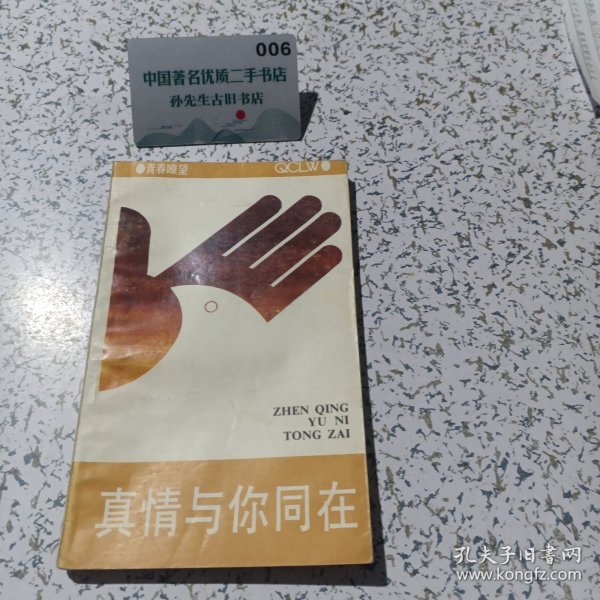 006
中国著名优质二手书店
孙先生古旧书店
青春瞭望 QCLW
ZHEN QING
YU NI
TONG ZAI
真情与你同在
孔夫子旧书网
www.kongfz.com